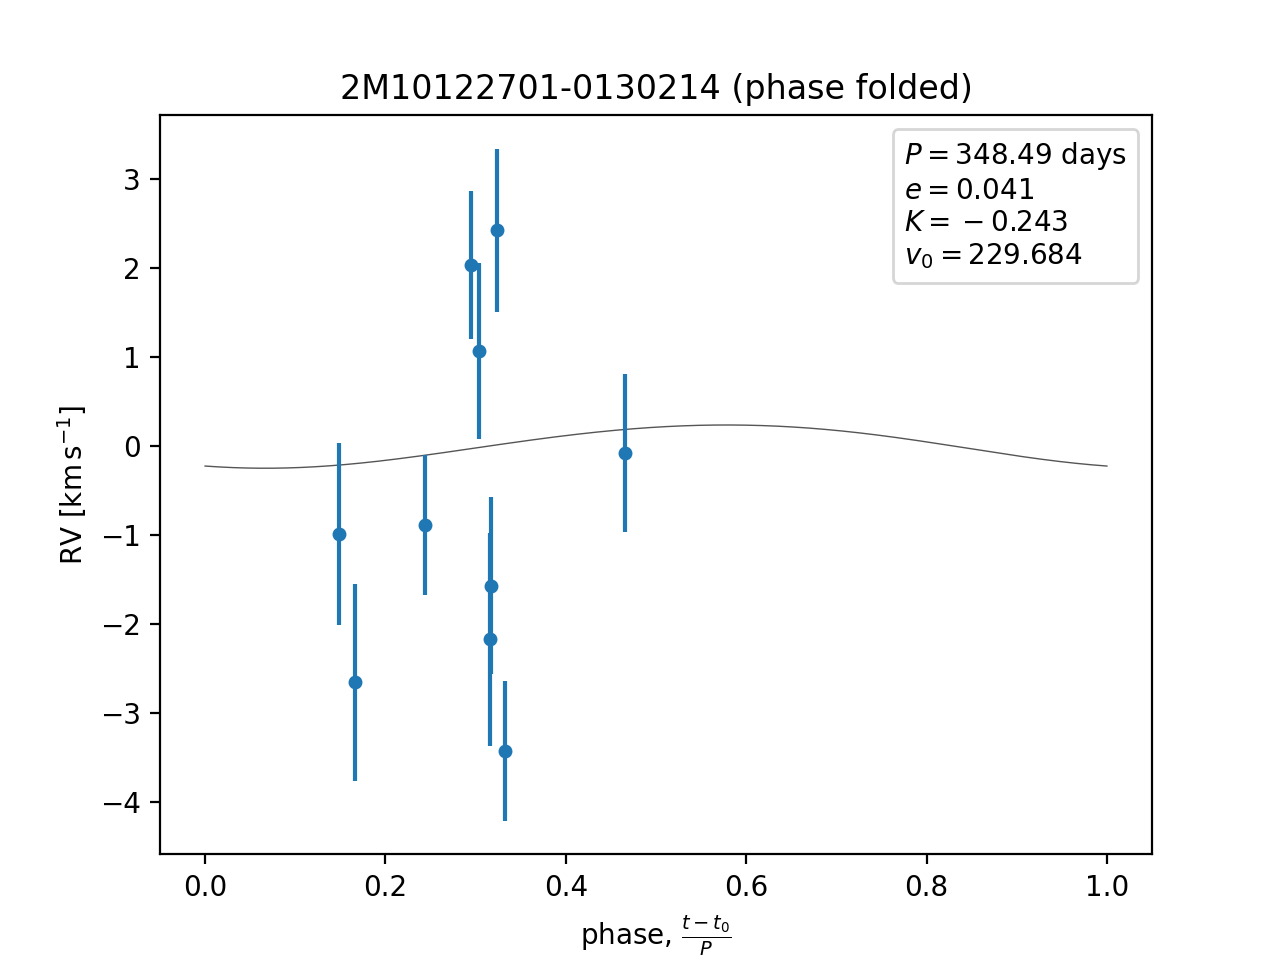 2M10122701-0130214 (phase folded)
P = 348.49 days
e = 0.041
K = −0.243
v₀ = 229.684
3
2
1
0
−1
−2
−3
−4
RV [km s⁻¹]
0.0 0.2 0.4 0.6 0.8 1.0
phase, (t − t₀)/P